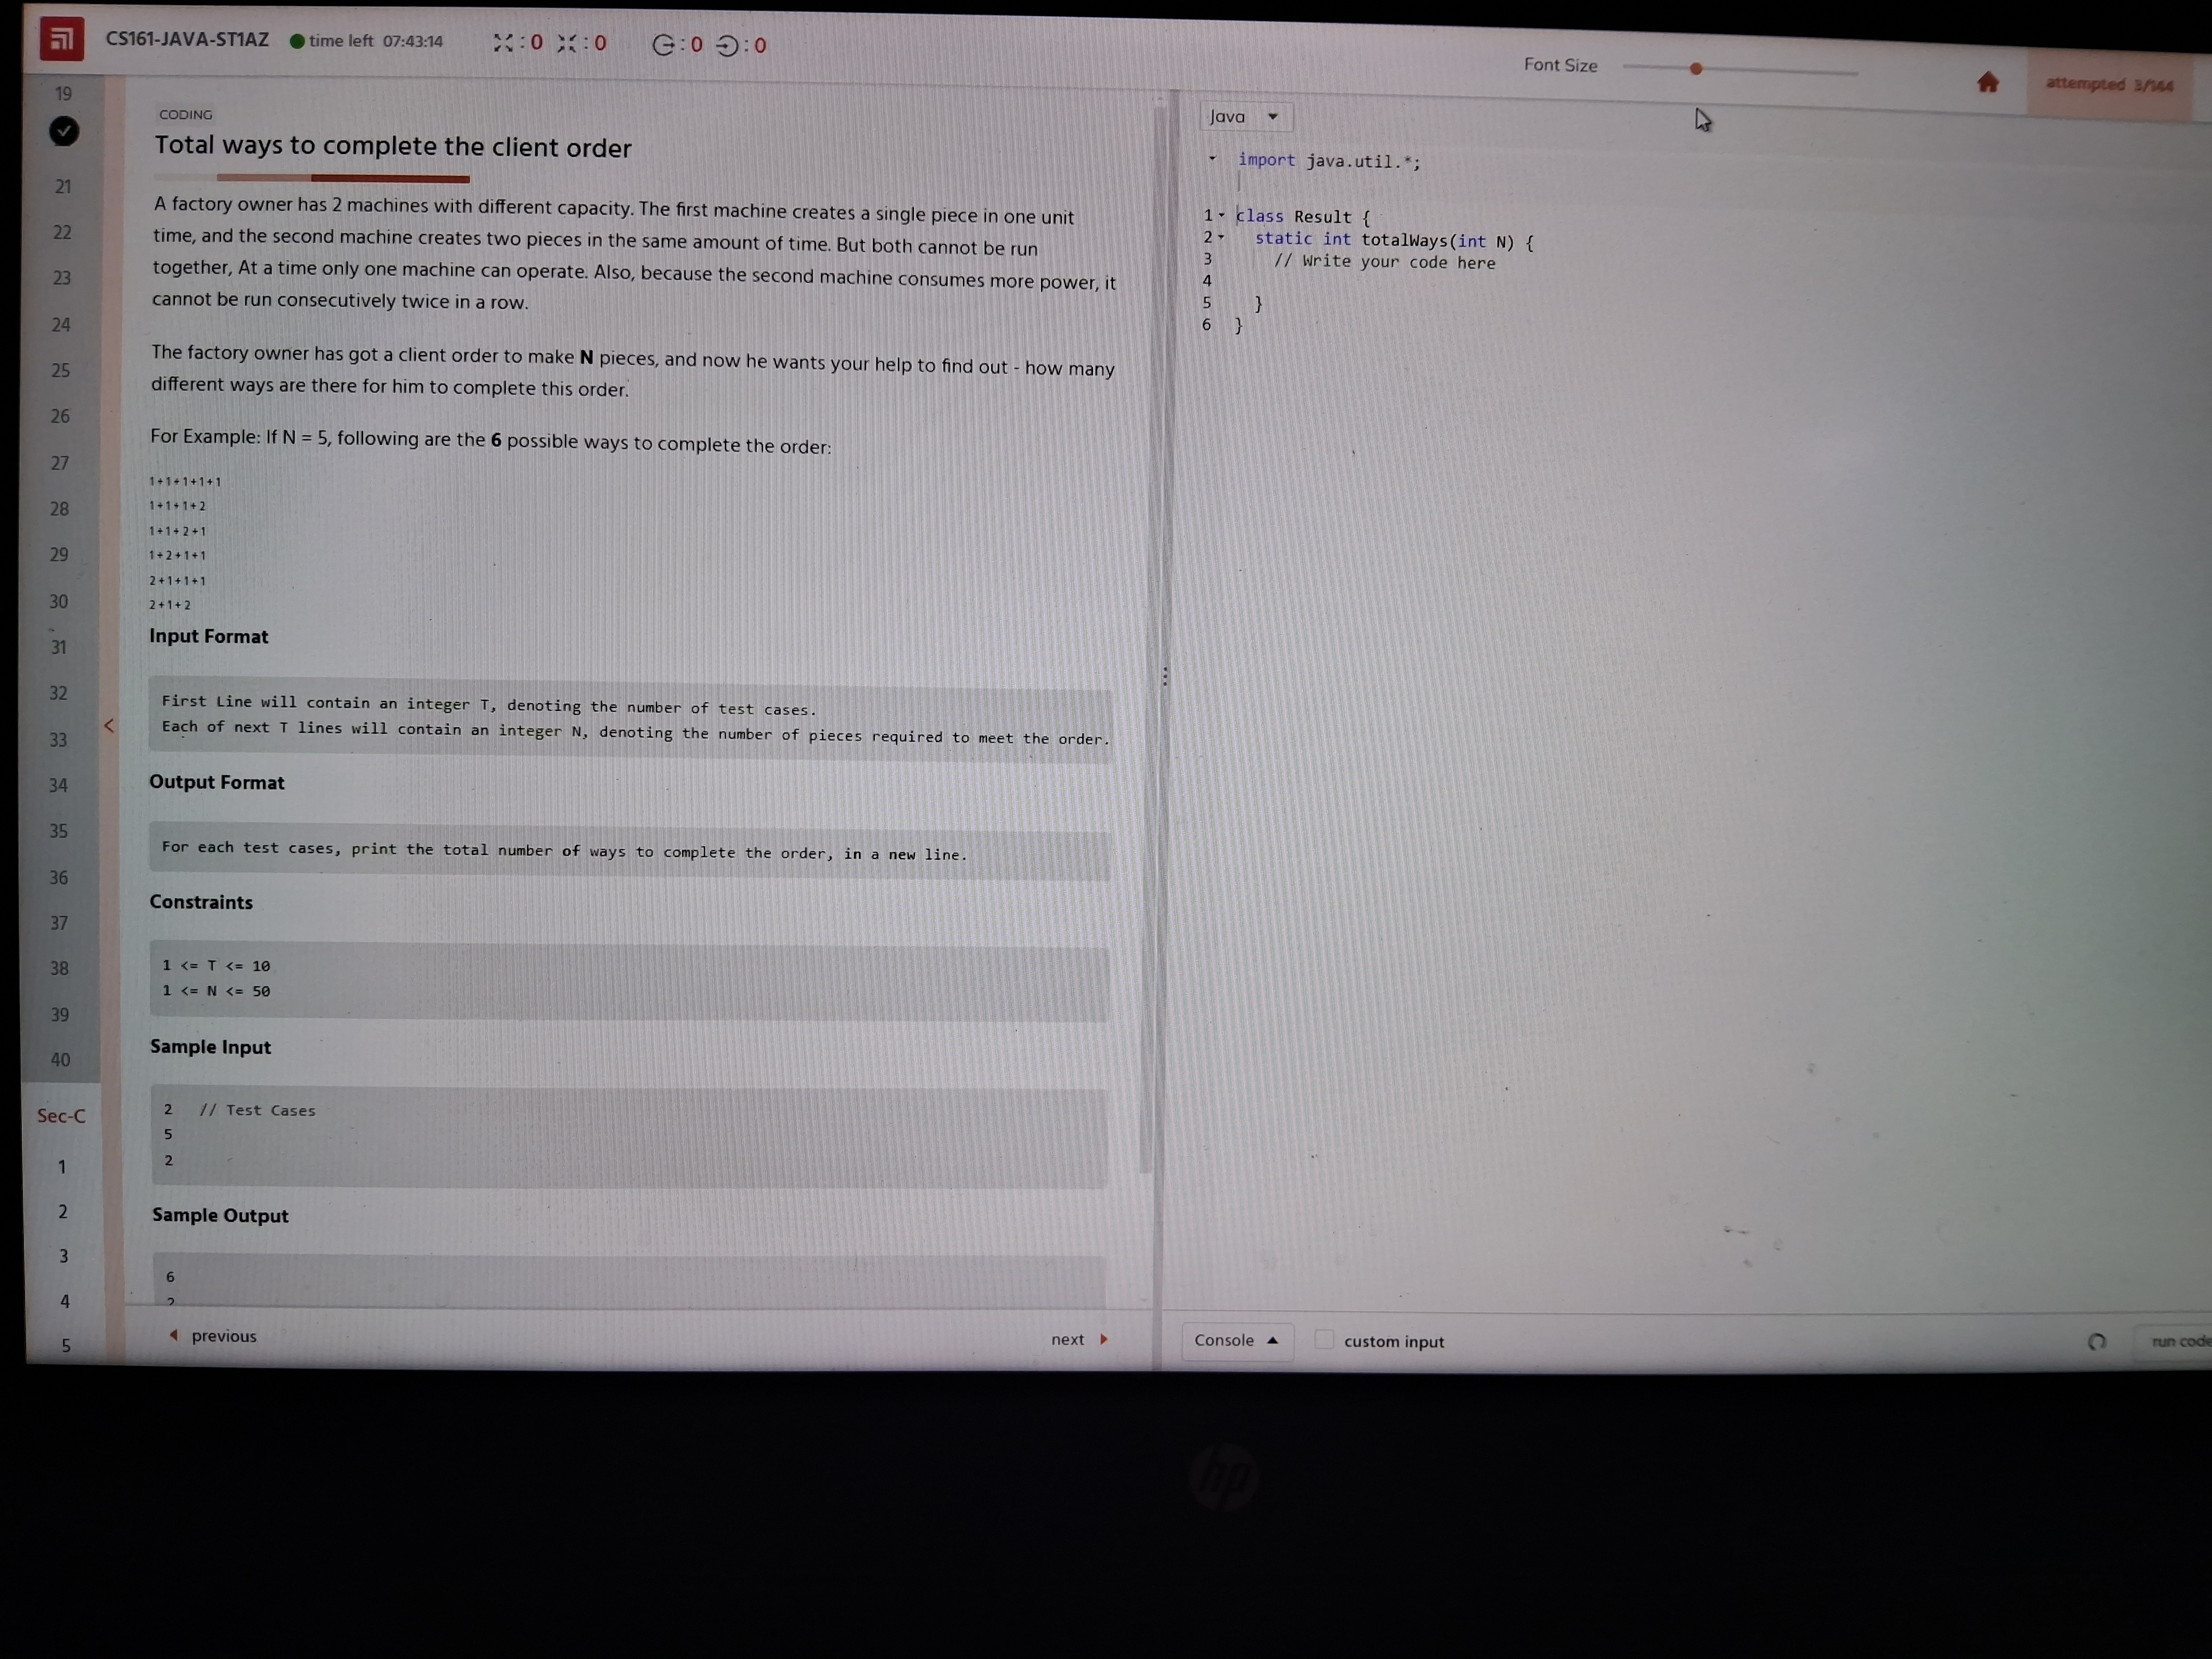 CS161-JAVA-ST1AZ time left 07:43:14 :0 :0 :0 :0
Font Size
attempted 3/144
19
21
22
23
24
25
26
27
28
29
30
31
32
33
34
35
36
37
38
39
40
Sec-C
1
2
3
4
5
CODING
Total ways to complete the client order
A factory owner has 2 machines with different capacity. The first machine creates a single piece in one unit
time, and the second machine creates two pieces in the same amount of time. But both cannot be run
together, At a time only one machine can operate. Also, because the second machine consumes more power, it
cannot be run consecutively twice in a row.
The factory owner has got a client order to make N pieces, and now he wants your help to find out - how many
different ways are there for him to complete this order.
For Example: If N = 5, following are the 6 possible ways to complete the order:
1+1+1+1+1
1+1+1+2
1+1+2+1
1+2+1+1
2+1+1+1
2+1+2
Input Format
First Line will contain an integer T, denoting the number of test cases.
Each of next T lines will contain an integer N, denoting the number of pieces required to meet the order.
Output Format
For each test cases, print the total number of ways to complete the order, in a new line.
Constraints
1 <= T <= 10
1 <= N <= 50
Sample Input
2 // Test Cases
5
2
Sample Output
6
previous
next
Java
import java.util.*;
1 class Result {
2 static int totalWays(int N) {
3 // Write your code here
4
5 }
6 }
Console
custom input
run code
hp